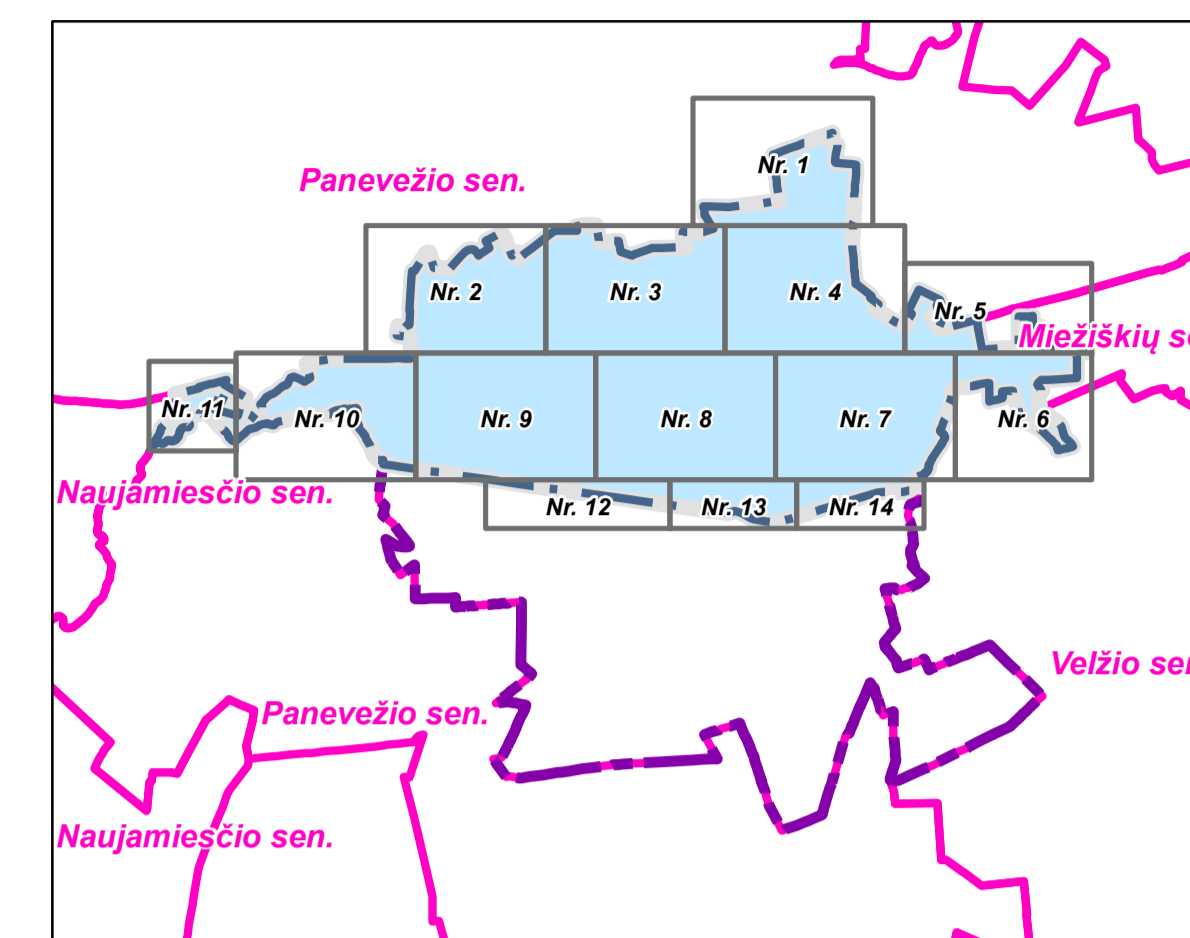 Nr. 1
Panevėžio sen.
Nr. 2
Nr. 3
Nr. 4
Nr. 5
Miežiškių
Nr. 11
Nr. 10
Nr. 9
Nr. 8
Nr. 7
Nr. 6
Naujamiesčio sen.
Nr. 12
Nr. 13
Nr. 14
Velžio
Panevėžio sen.
Naujamiesčio sen.